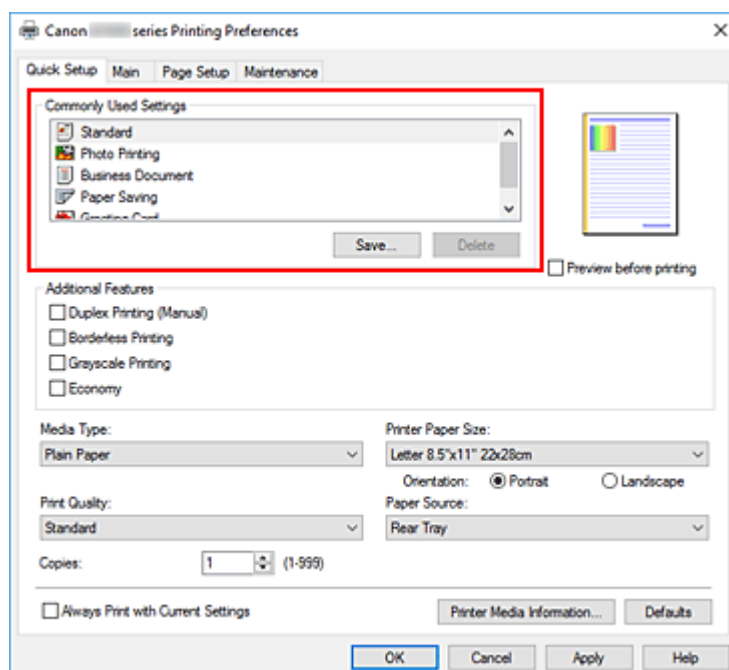 Canon series Printing Preferences
Quick Setup Main Page Setup Maintenance
Commonly Used Settings
Standard
Photo Printing
Business Document
Paper Saving
Greeting Card
Save... Delete
Preview before printing
Additional Features
Duplex Printing (Manual)
Borderless Printing
Grayscale Printing
Economy
Media Type: Printer Paper Size:
Plain Paper Letter 8.5"x11" 22x28cm
Orientation: Portrait Landscape
Print Quality: Paper Source:
Standard Rear Tray
Copies: 1 (1-999)
Always Print with Current Settings Printer Media Information... Defaults
OK Cancel Apply Help